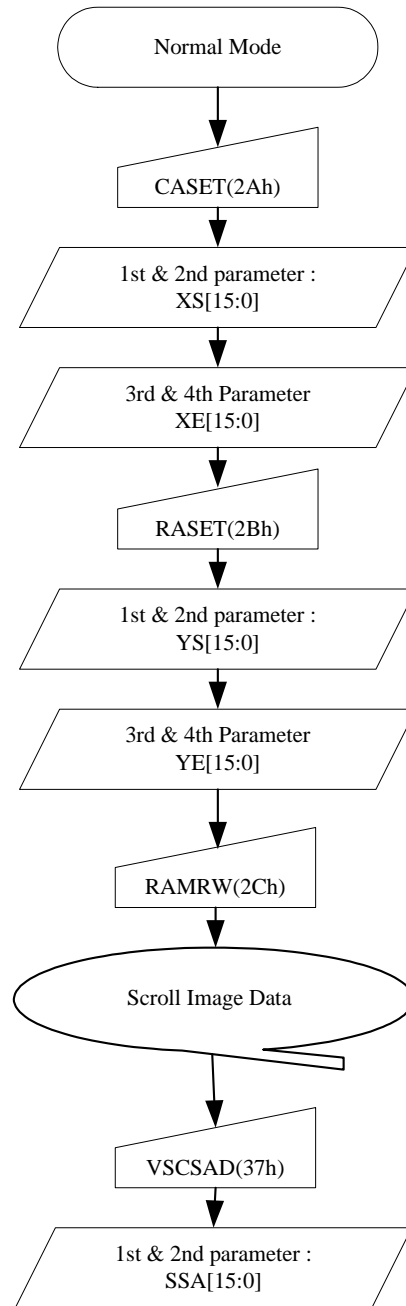 Normal Mode
CASET(2Ah)
1st & 2nd parameter :
XS[15:0]
3rd & 4th Parameter
XE[15:0]
RASET(2Bh)
1st & 2nd parameter :
YS[15:0]
3rd & 4th Parameter
YE[15:0]
RAMRW(2Ch)
Scroll Image Data
VSCSAD(37h)
1st & 2nd parameter :
SSA[15:0]